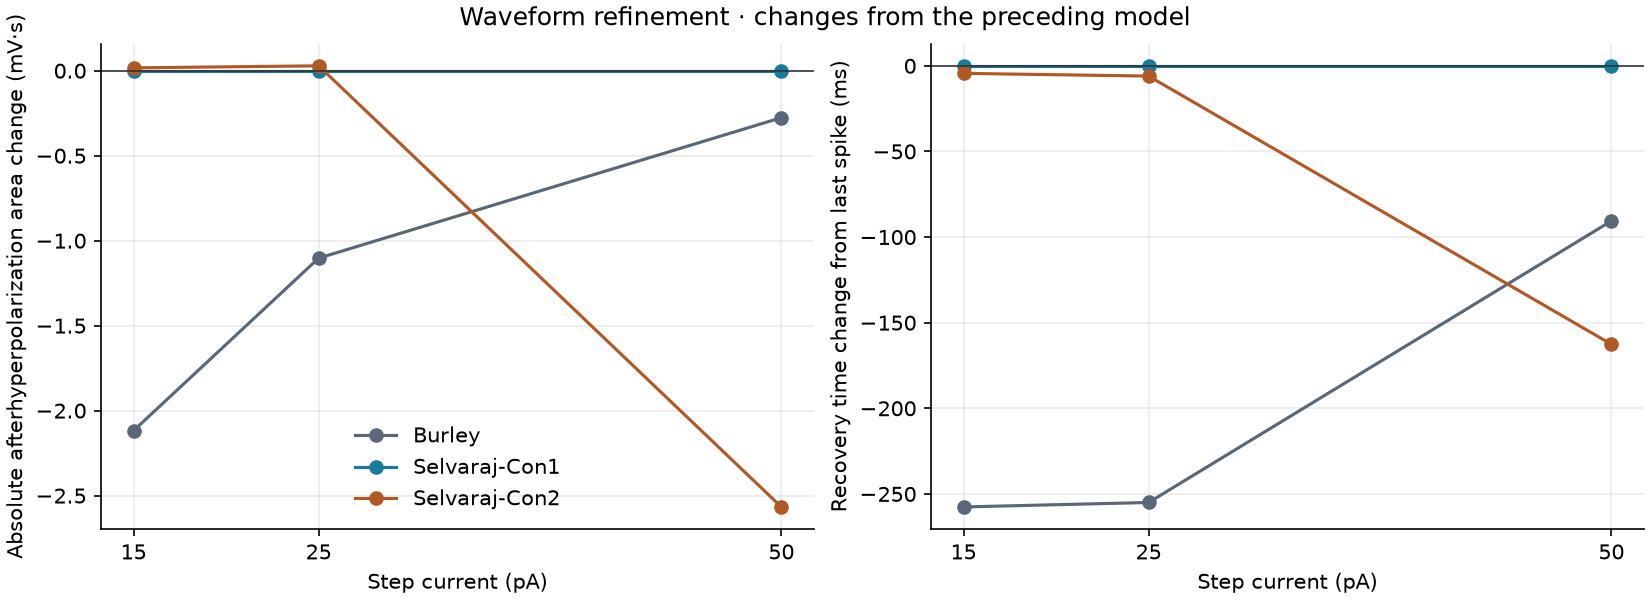 Waveform refinement · changes from the preceding model
Absolute afterhyperpolarization area change (mV·s)
0.0
−0.5
−1.0
−1.5
−2.0
−2.5
Burley
Selvaraj-Con1
Selvaraj-Con2
15
25
50
Step current (pA)
Recovery time change from last spike (ms)
0
−50
−100
−150
−200
−250
15
25
50
Step current (pA)